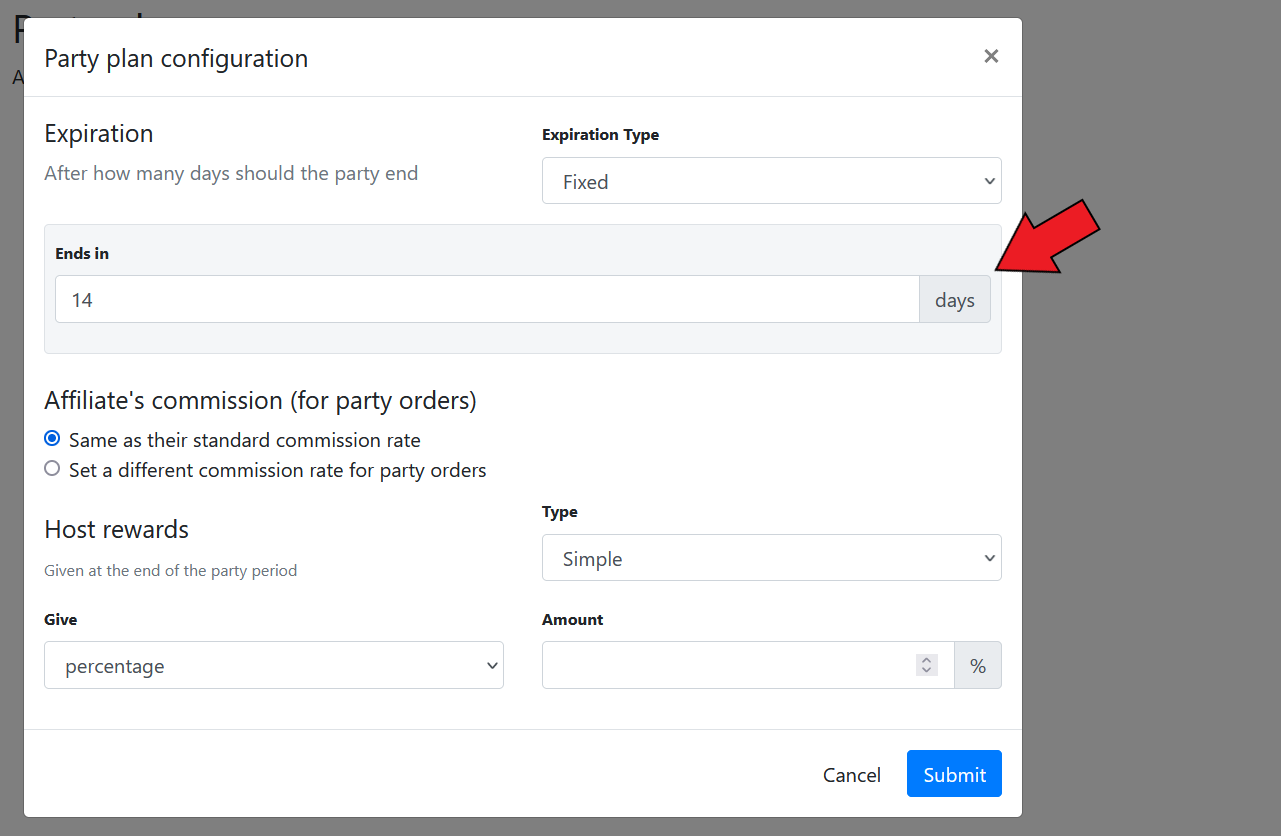 Party plan configuration
×
Expiration
After how many days should the party end
Expiration Type
Fixed
Ends in
14
days
Affiliate's commission (for party orders)
Same as their standard commission rate
Set a different commission rate for party orders
Host rewards
Given at the end of the party period
Type
Simple
Give
percentage
Amount
%
Cancel
Submit